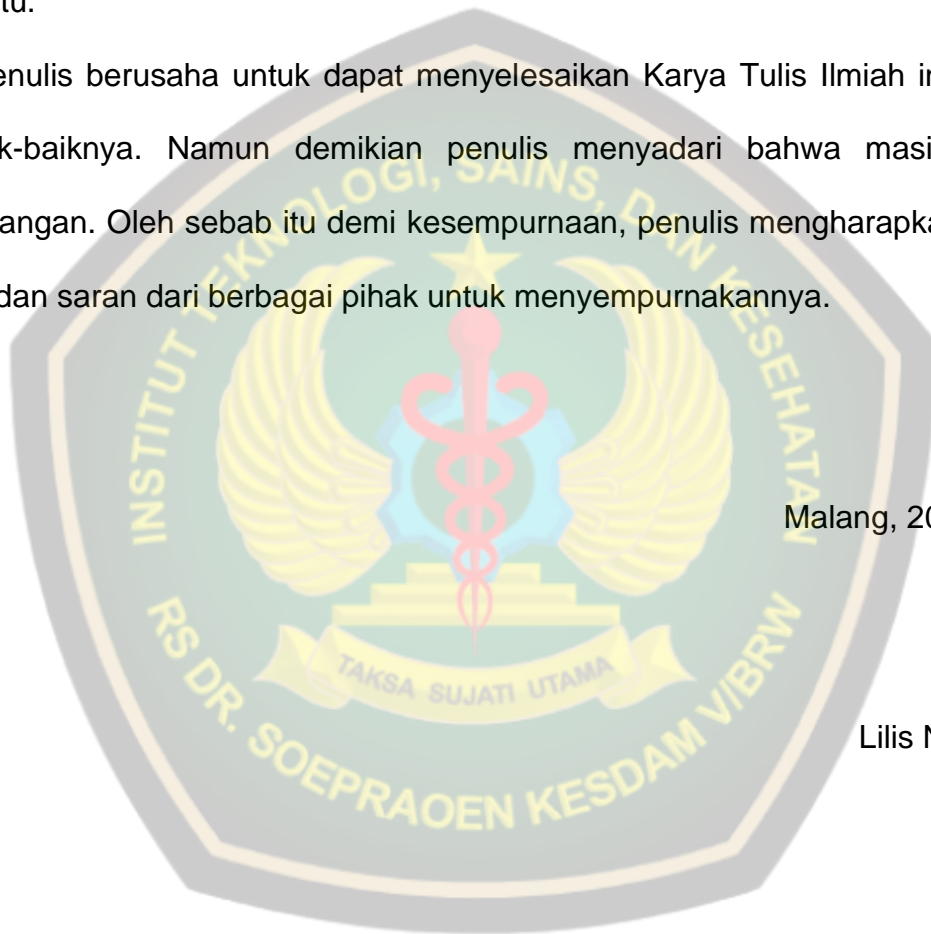 tu.
enulis berusaha untuk dapat menyelesaikan Karya Tulis Ilmiah in
k-baiknya. Namun demikian penulis menyadari bahwa masi
angan. Oleh sebab itu demi kesempurnaan, penulis mengharapka
dan saran dari berbagai pihak untuk menyempurnakannya.
INSTITUT TEKNOLOGI, SAINS, DAN KESEHATAN
Malang, 20
TAKSA SUJATI UTAMA
Lilis N
RS DR. SOEPRAOEN KESDAM V/BRW